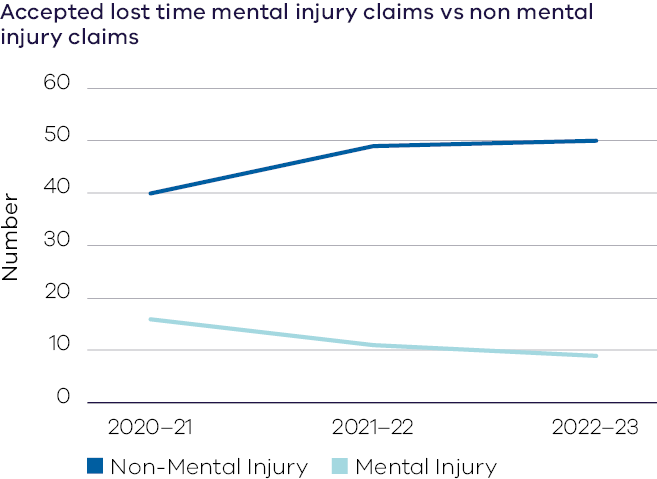 Accepted lost time mental injury claims vs non mental
injury claims
Number
60
50
40
30
20
10
0
2020–21 2021–22 2022–23
Non-Mental Injury Mental Injury